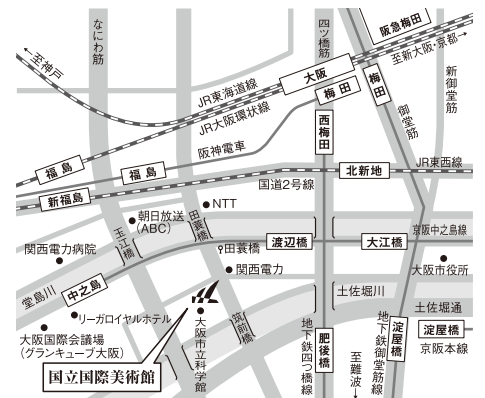 なにわ筋
四ツ橋筋
阪急梅田
至新大阪・京都→
←至神戸
大阪
梅田
梅田
新御堂筋
御堂筋
JR東海道線
JR大阪環状線
西梅田
阪神電車
福島
福島
北新地
JR東西線
新福島
国道2号線
NTT
朝日放送
(ABC)
田蓑橋
玉江橋
関西電力病院
田蓑橋
渡辺橋
大江橋
京阪中之島線
関西電力
大阪市役所
堂島川
中之島
リーガロイヤルホテル
大阪国際会議場
(グランキューブ大阪)
大阪市立科学館
筑前橋
土佐堀川
土佐堀通
地下鉄四つ橋線
肥後橋
至難波→
地下鉄御堂筋線
淀屋橋
淀屋橋
京阪本線
国立国際美術館